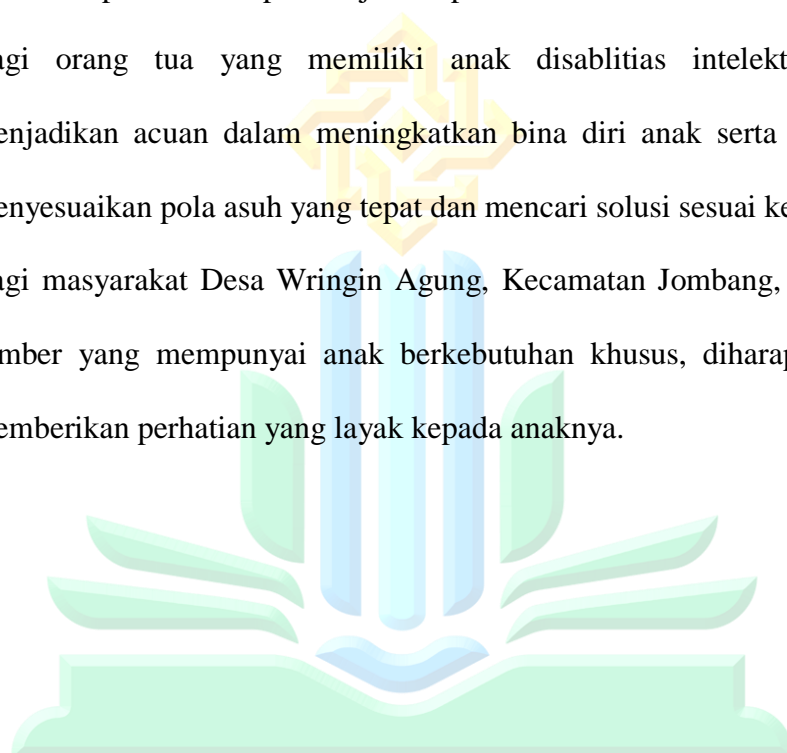 agi orang tua yang memiliki anak disablitias intelekt
enjadikan acuan dalam meningkatkan bina diri anak serta
enyesuaikan pola asuh yang tepat dan mencari solusi sesuai ke
agi masyarakat Desa Wringin Agung, Kecamatan Jombang,
mber yang mempunyai anak berkebutuhan khusus, diharap
emberikan perhatian yang layak kepada anaknya.